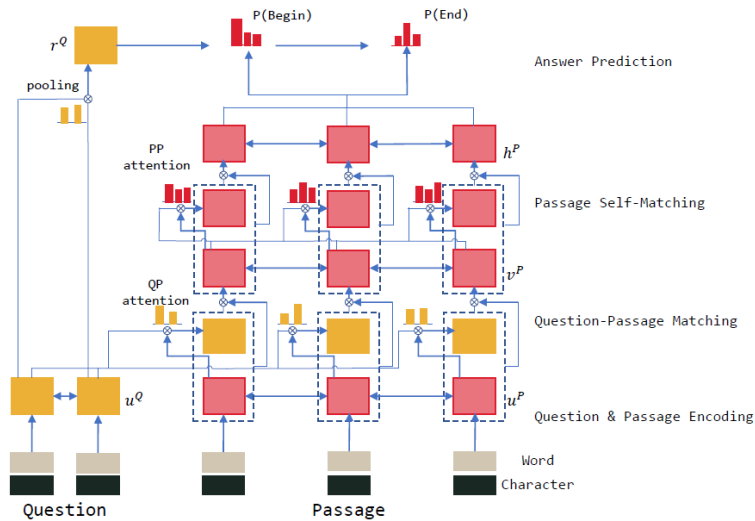 P(Begin)
P(End)
r^Q
Answer Prediction
pooling
PP
attention
h^P
Passage Self-Matching
v^P
QP
attention
Question-Passage Matching
u^Q
u^P
Question & Passage Encoding
Word
Character
Question
Passage